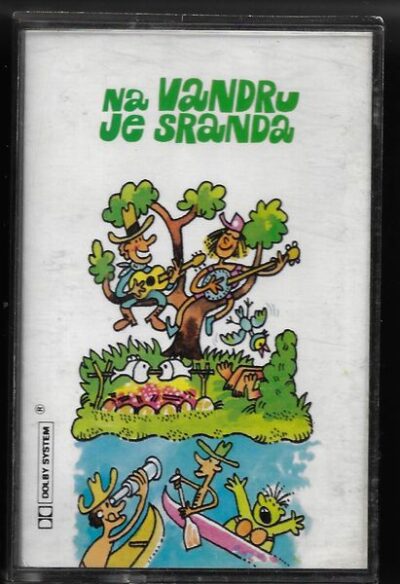 Na VaNDRu
Je SRaNDa
® DOLBY SYSTEM